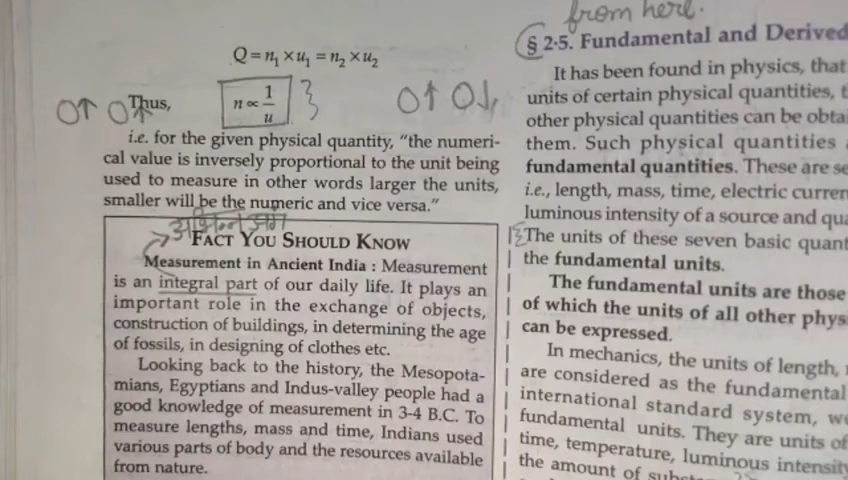 from here.
Q = n₁ × u₁ = n₂ × u₂
Thus, n ∝ 1/u
i.e. for the given physical quantity, "the numeri-
cal value is inversely proportional to the unit being
used to measure in other words larger the units,
smaller will be the numeric and vice versa."
अभिन्न अंग
FACT YOU SHOULD KNOW
Measurement in Ancient India : Measurement
is an integral part of our daily life. It plays an
important role in the exchange of objects,
construction of buildings, in determining the age
of fossils, in designing of clothes etc.
Looking back to the history, the Mesopota-
mians, Egyptians and Indus-valley people had a
good knowledge of measurement in 3-4 B.C. To
measure lengths, mass and time, Indians used
various parts of body and the resources available
from nature.
§ 2·5. Fundamental and Derived
It has been found in physics, that
units of certain physical quantities,
other physical quantities can be obtai
them. Such physical quantities
fundamental quantities. These are se
i.e., length, mass, time, electric curren
luminous intensity of a source and qua
The units of these seven basic quant
the fundamental units.
The fundamental units are those
of which the units of all other phys
can be expressed.
In mechanics, the units of length,
are considered as the fundamental
international standard system, we
fundamental units. They are units of
time, temperature, luminous intensity
the amount of subst